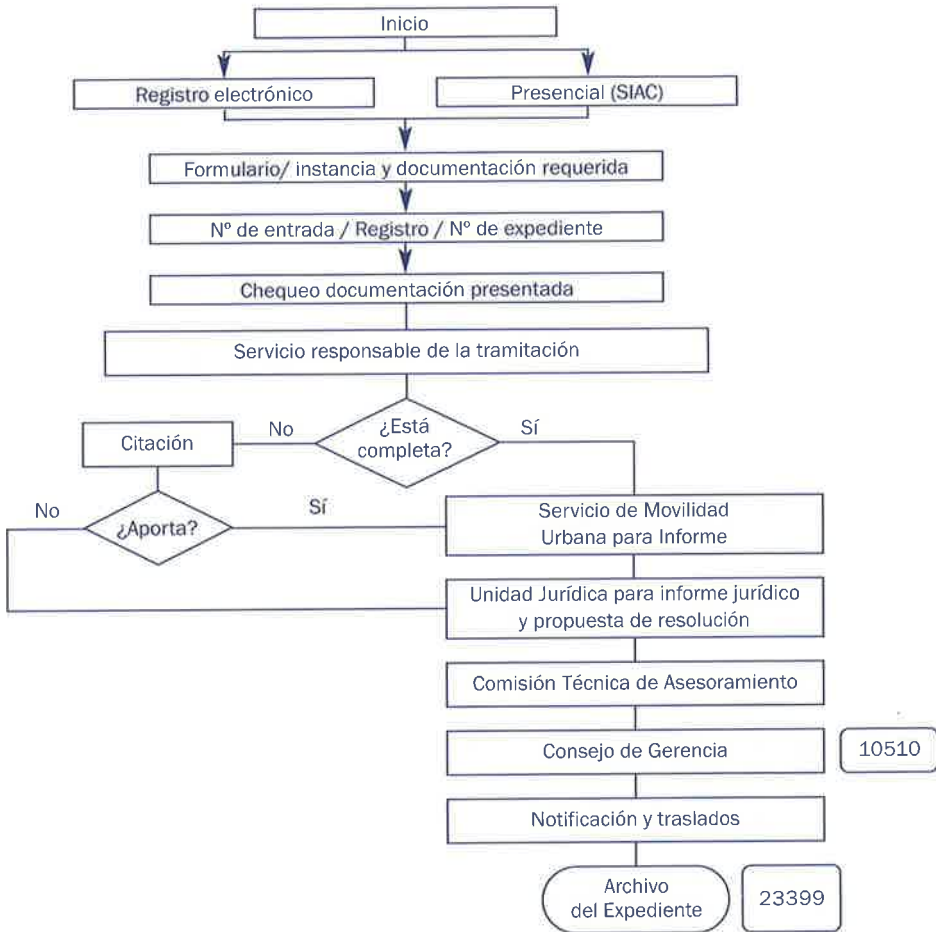 Inicio
Registro electrónico
Presencial (SIAC)
Formulario/ instancia y documentación requerida
Nº de entrada / Registro / Nº de expediente
Chequeo documentación presentada
Servicio responsable de la tramitación
¿Está
completa?
No
Sí
Citación
¿Aporta?
No
Sí
Servicio de Movilidad
Urbana para Informe
Unidad Jurídica para informe jurídico
y propuesta de resolución
Comisión Técnica de Asesoramiento
Consejo de Gerencia
10510
Notificación y traslados
Archivo
del Expediente
23399